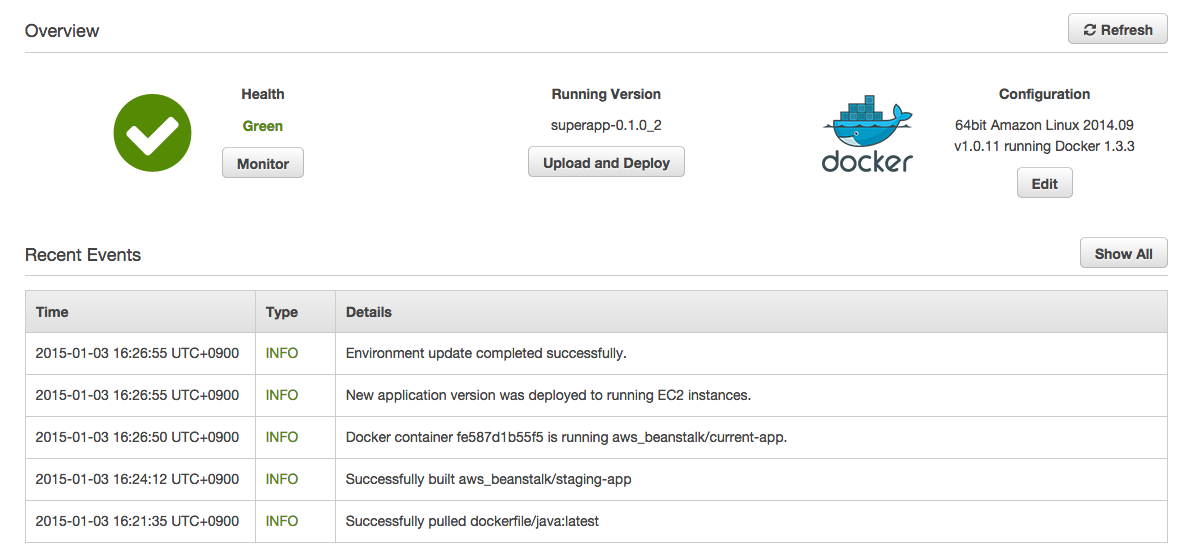 Overview
Refresh
Health
Green
Monitor
Running Version
superapp-0.1.0_2
Upload and Deploy
docker
Configuration
64bit Amazon Linux 2014.09
v1.0.11 running Docker 1.3.3
Edit
Recent Events
Show All
Time Type Details
2015-01-03 16:26:55 UTC+0900 INFO Environment update completed successfully.
2015-01-03 16:26:55 UTC+0900 INFO New application version was deployed to running EC2 instances.
2015-01-03 16:26:50 UTC+0900 INFO Docker container fe587d1b55f5 is running aws_beanstalk/current-app.
2015-01-03 16:24:12 UTC+0900 INFO Successfully built aws_beanstalk/staging-app
2015-01-03 16:21:35 UTC+0900 INFO Successfully pulled dockerfile/java:latest